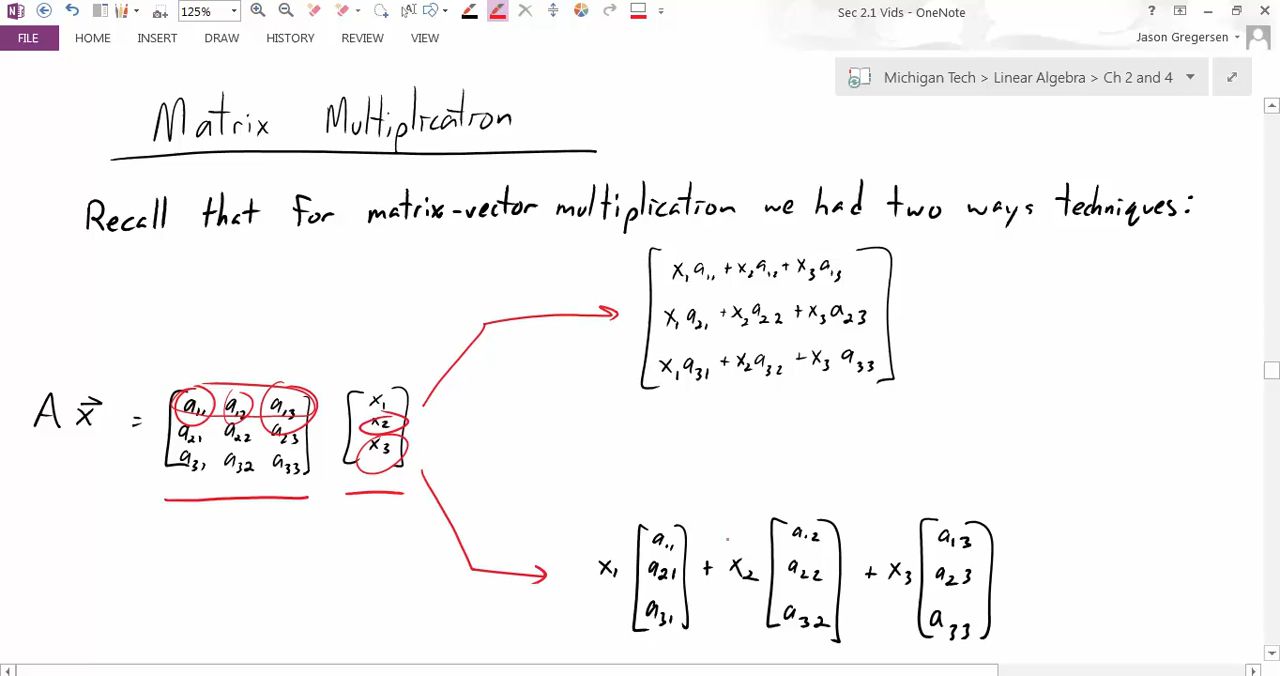 125%
Sec 2.1 Vids - OneNote
?
FILE HOME INSERT DRAW HISTORY REVIEW VIEW
Jason Gregersen
Michigan Tech > Linear Algebra > Ch 2 and 4
Matrix Multiplication
Recall that for matrix-vector multiplication we had two ways techniques:
x₁a₁₁ + x₂a₁₂ + x₃a₁₃
x₁a₂₁ + x₂a₂₂ + x₃a₂₃
x₁a₃₁ + x₂a₃₂ + x₃a₃₃
A x⃗ =
a₁₁ a₁₂ a₁₃ x₁
a₂₁ a₂₂ a₂₃ x₂
a₃₁ a₃₂ a₃₃ x₃
a₁₁ a₁₂ a₁₃
x₁ a₂₁ + x₂ a₂₂ + x₃ a₂₃
a₃₁ a₃₂ a₃₃